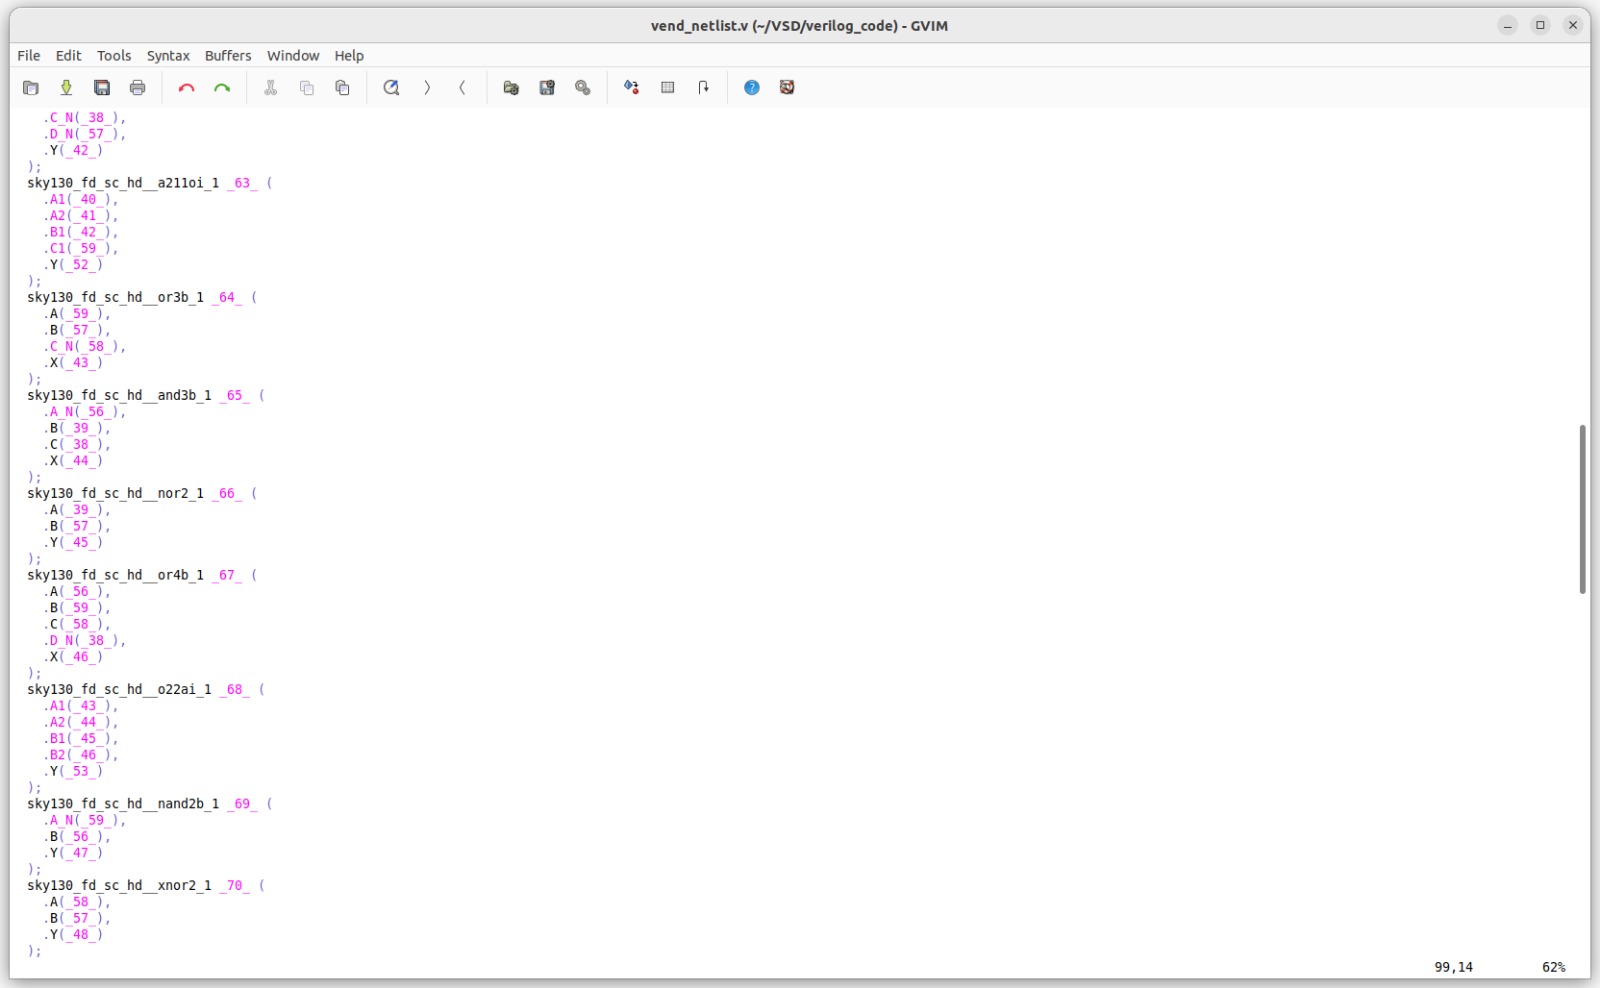 vend_netlist.v (~/VSD/verilog_code) - GVIM
File Edit Tools Syntax Buffers Window Help
.C_N(_38_),
.D_N(_57_),
.Y(_42_)
);
sky130_fd_sc_hd__a211oi_1 _63_ (
.A1(_40_),
.A2(_41_),
.B1(_42_),
.C1(_59_),
.Y(_52_)
);
sky130_fd_sc_hd__or3b_1 _64_ (
.A(_59_),
.B(_57_),
.C_N(_58_),
.X(_43_)
);
sky130_fd_sc_hd__and3b_1 _65_ (
.A_N(_56_),
.B(_39_),
.C(_38_),
.X(_44_)
);
sky130_fd_sc_hd__nor2_1 _66_ (
.A(_39_),
.B(_57_),
.Y(_45_)
);
sky130_fd_sc_hd__or4b_1 _67_ (
.A(_56_),
.B(_59_),
.C(_58_),
.D_N(_38_),
.X(_46_)
);
sky130_fd_sc_hd__o22ai_1 _68_ (
.A1(_43_),
.A2(_44_),
.B1(_45_),
.B2(_46_),
.Y(_53_)
);
sky130_fd_sc_hd__nand2b_1 _69_ (
.A_N(_59_),
.B(_56_),
.Y(_47_)
);
sky130_fd_sc_hd__xnor2_1 _70_ (
.A(_58_),
.B(_57_),
.Y(_48_)
);
99,14 62%